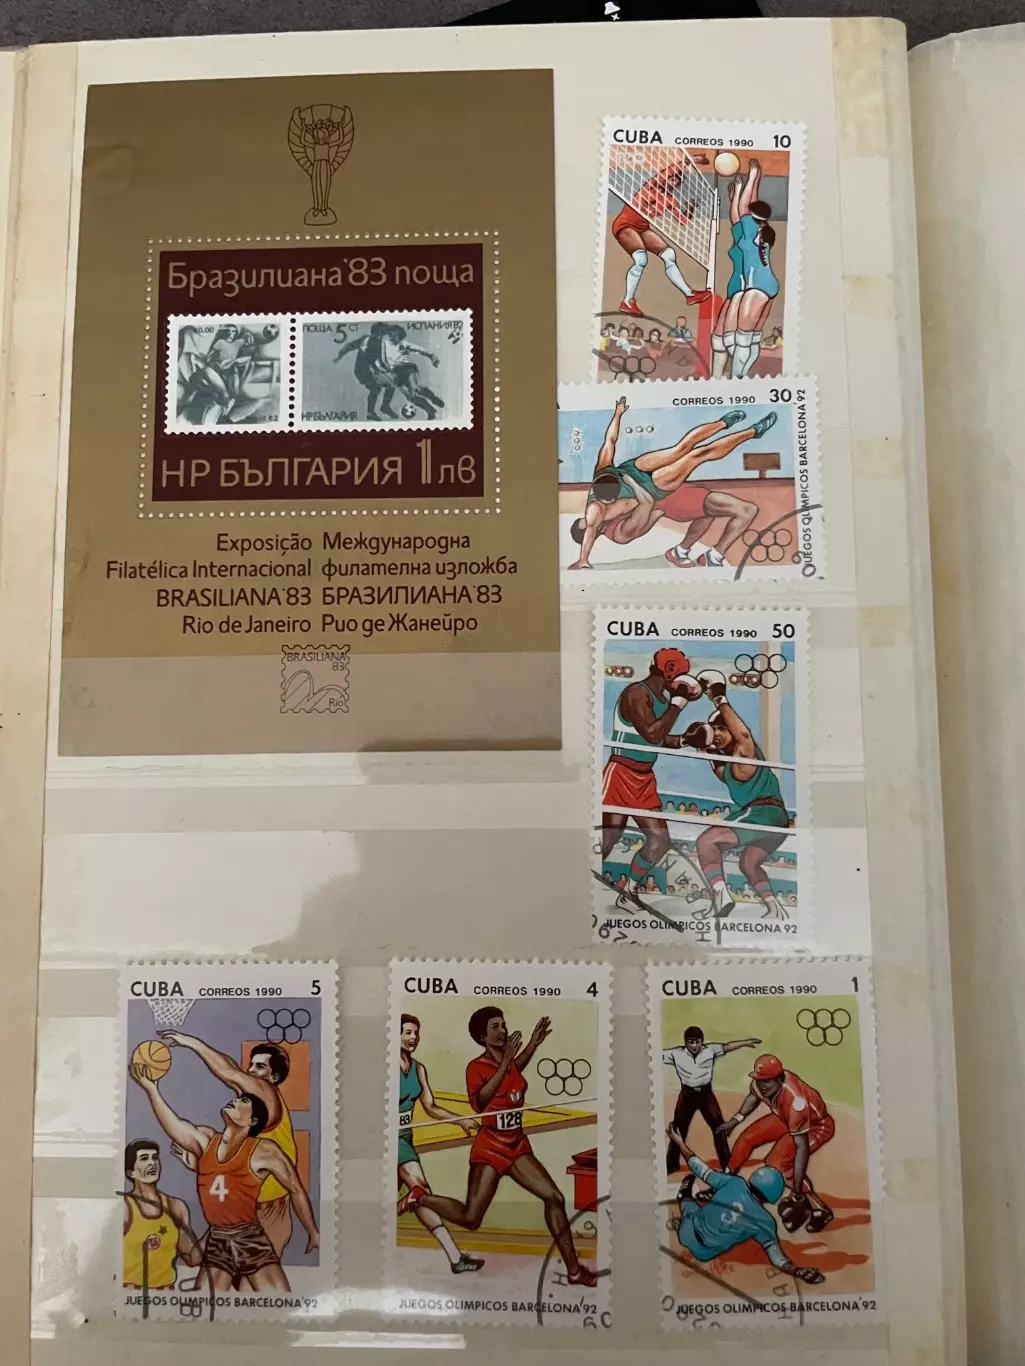 Бразилиана'83 поща
ПОЩА 5 СТ ИСПАНИЯ'82
НР БЪЛГАРИЯ
НР БЪЛГАРИЯ 1лв
Exposição
Filatélica Internacional
BRASILIANA'83
Rio de Janeiro
Международна
филателна изложба
БРАЗИЛИАНА'83
Рио де Жанейро
BRASILIANA
83
Rio
CUBA CORREOS 1990 10
CORREOS 1990 30
JUEGOS OLIMPICOS BARCELONA'92
CUBA CORREOS 1990 50
JUEGOS OLIMPICOS BARCELONA'92
CUBA CORREOS 1990 5
4
JUEGOS OLIMPICOS BARCELONA'92
CUBA CORREOS 1990 4
83
128
JUEGOS OLIMPICOS BARCELONA'92
CUBA CORREOS 1990 1
JUEGOS OLIMPICOS BARCELONA'92